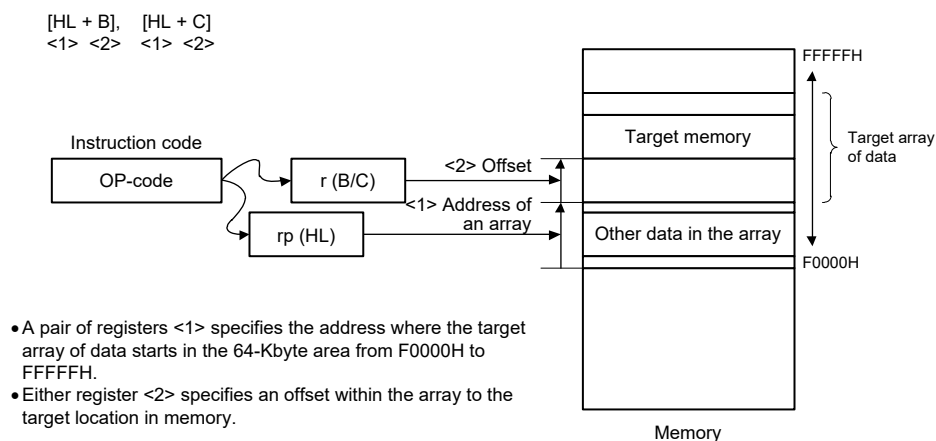 [HL + B], [HL + C]
<1> <2> <1> <2>
FFFFFH
Target memory
Target array
of data
Instruction code
OP-code
r (B/C)
<2> Offset
<1> Address of
an array
rp (HL)
Other data in the array
F0000H
• A pair of registers <1> specifies the address where the target
array of data starts in the 64-Kbyte area from F0000H to
FFFFFH.
• Either register <2> specifies an offset within the array to the
target location in memory.
Memory